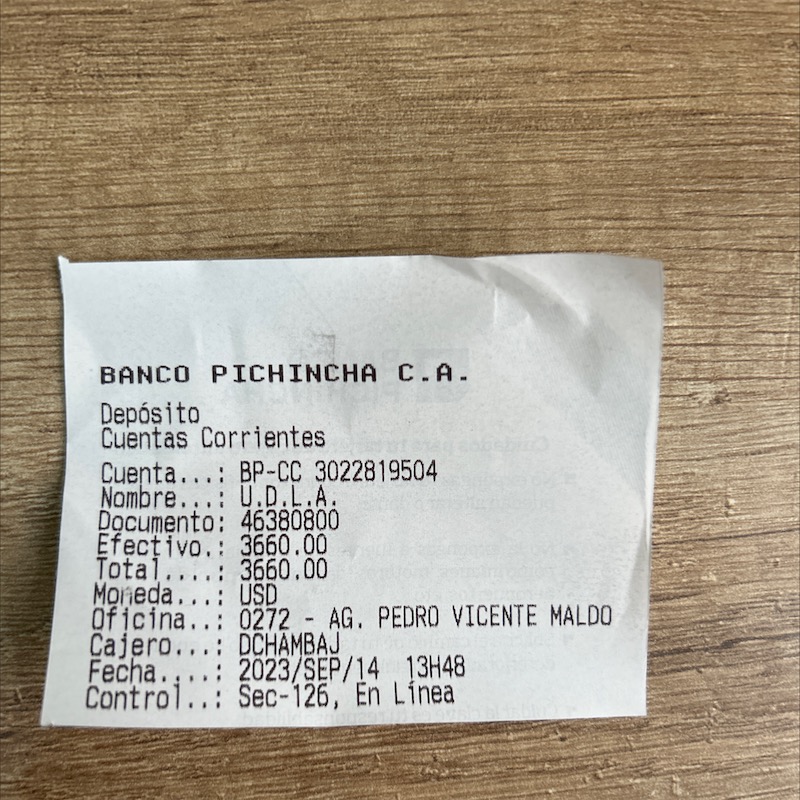 BANCO PICHINCHA C.A.
Depósito
Cuentas Corrientes
Cuenta...: BP-CC 3022819504
Nombre...: U.D.L.A.
Documento: 46380800
Efectivo.: 3660.00
Total....: 3660.00
Moneda...: USD
Oficina..: 0272 - AG. PEDRO VICENTE MALDO
Cajero...: DCHAMBAJ
Fecha....: 2023/SEP/14 13H48
Control..: Sec-126, En Línea